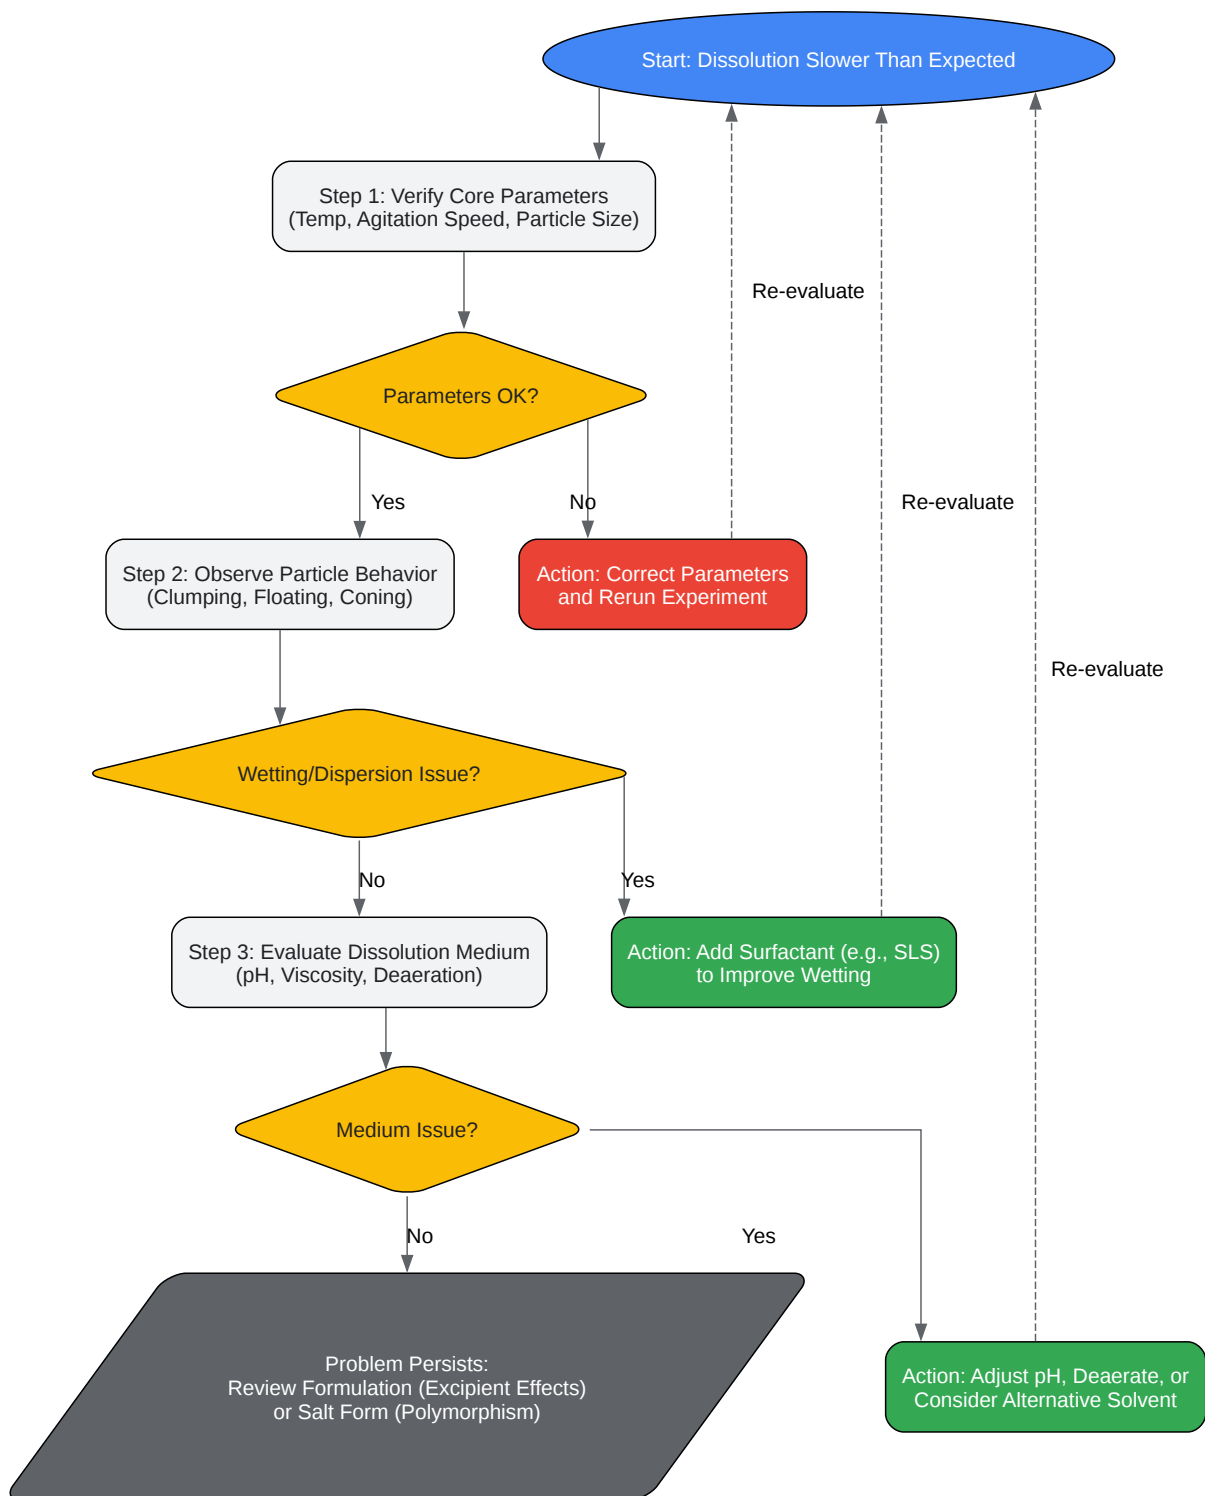 Start: Dissolution Slower Than Expected
Step 1: Verify Core Parameters
(Temp, Agitation Speed, Particle Size)
Re-evaluate
Parameters OK?
Yes
No
Re-evaluate
Step 2: Observe Particle Behavior
(Clumping, Floating, Coning)
Action: Correct Parameters
and Rerun Experiment
Re-evaluate
Wetting/Dispersion Issue?
No
Yes
Step 3: Evaluate Dissolution Medium
(pH, Viscosity, Deaeration)
Action: Add Surfactant (e.g., SLS)
to Improve Wetting
Medium Issue?
No
Yes
Problem Persists:
Review Formulation (Excipient Effects)
or Salt Form (Polymorphism)
Action: Adjust pH, Deaerate, or
Consider Alternative Solvent